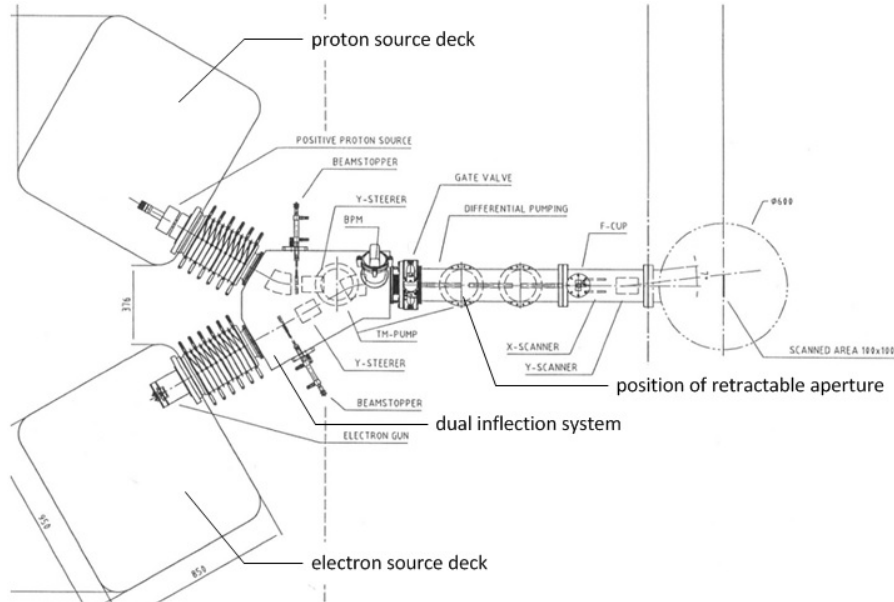 proton source deck
POSITIVE PROTON SOURCE
BEAMSTOPPER
Y-STEERER
BPM
GATE VALVE
DIFFERENTIAL PUMPING
F-CUP
Ø600
7°
376
TM-PUMP
X-SCANNER
Y-SCANNER
SCANNED AREA 100x100
Y-STEERER
position of retractable aperture
BEAMSTOPPER
dual inflection system
ELECTRON GUN
950
850
electron source deck